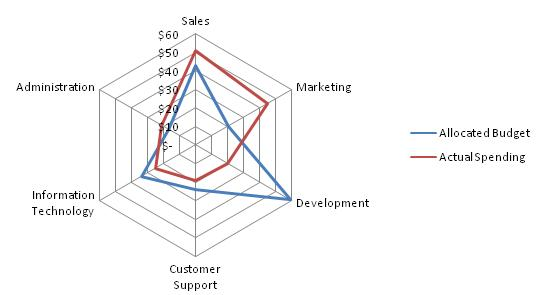 Sales
$60
$50
$40
$30
$20
$10
$-
Administration
Marketing
Allocated Budget
Actual Spending
Information
Technology
Development
Customer
Support